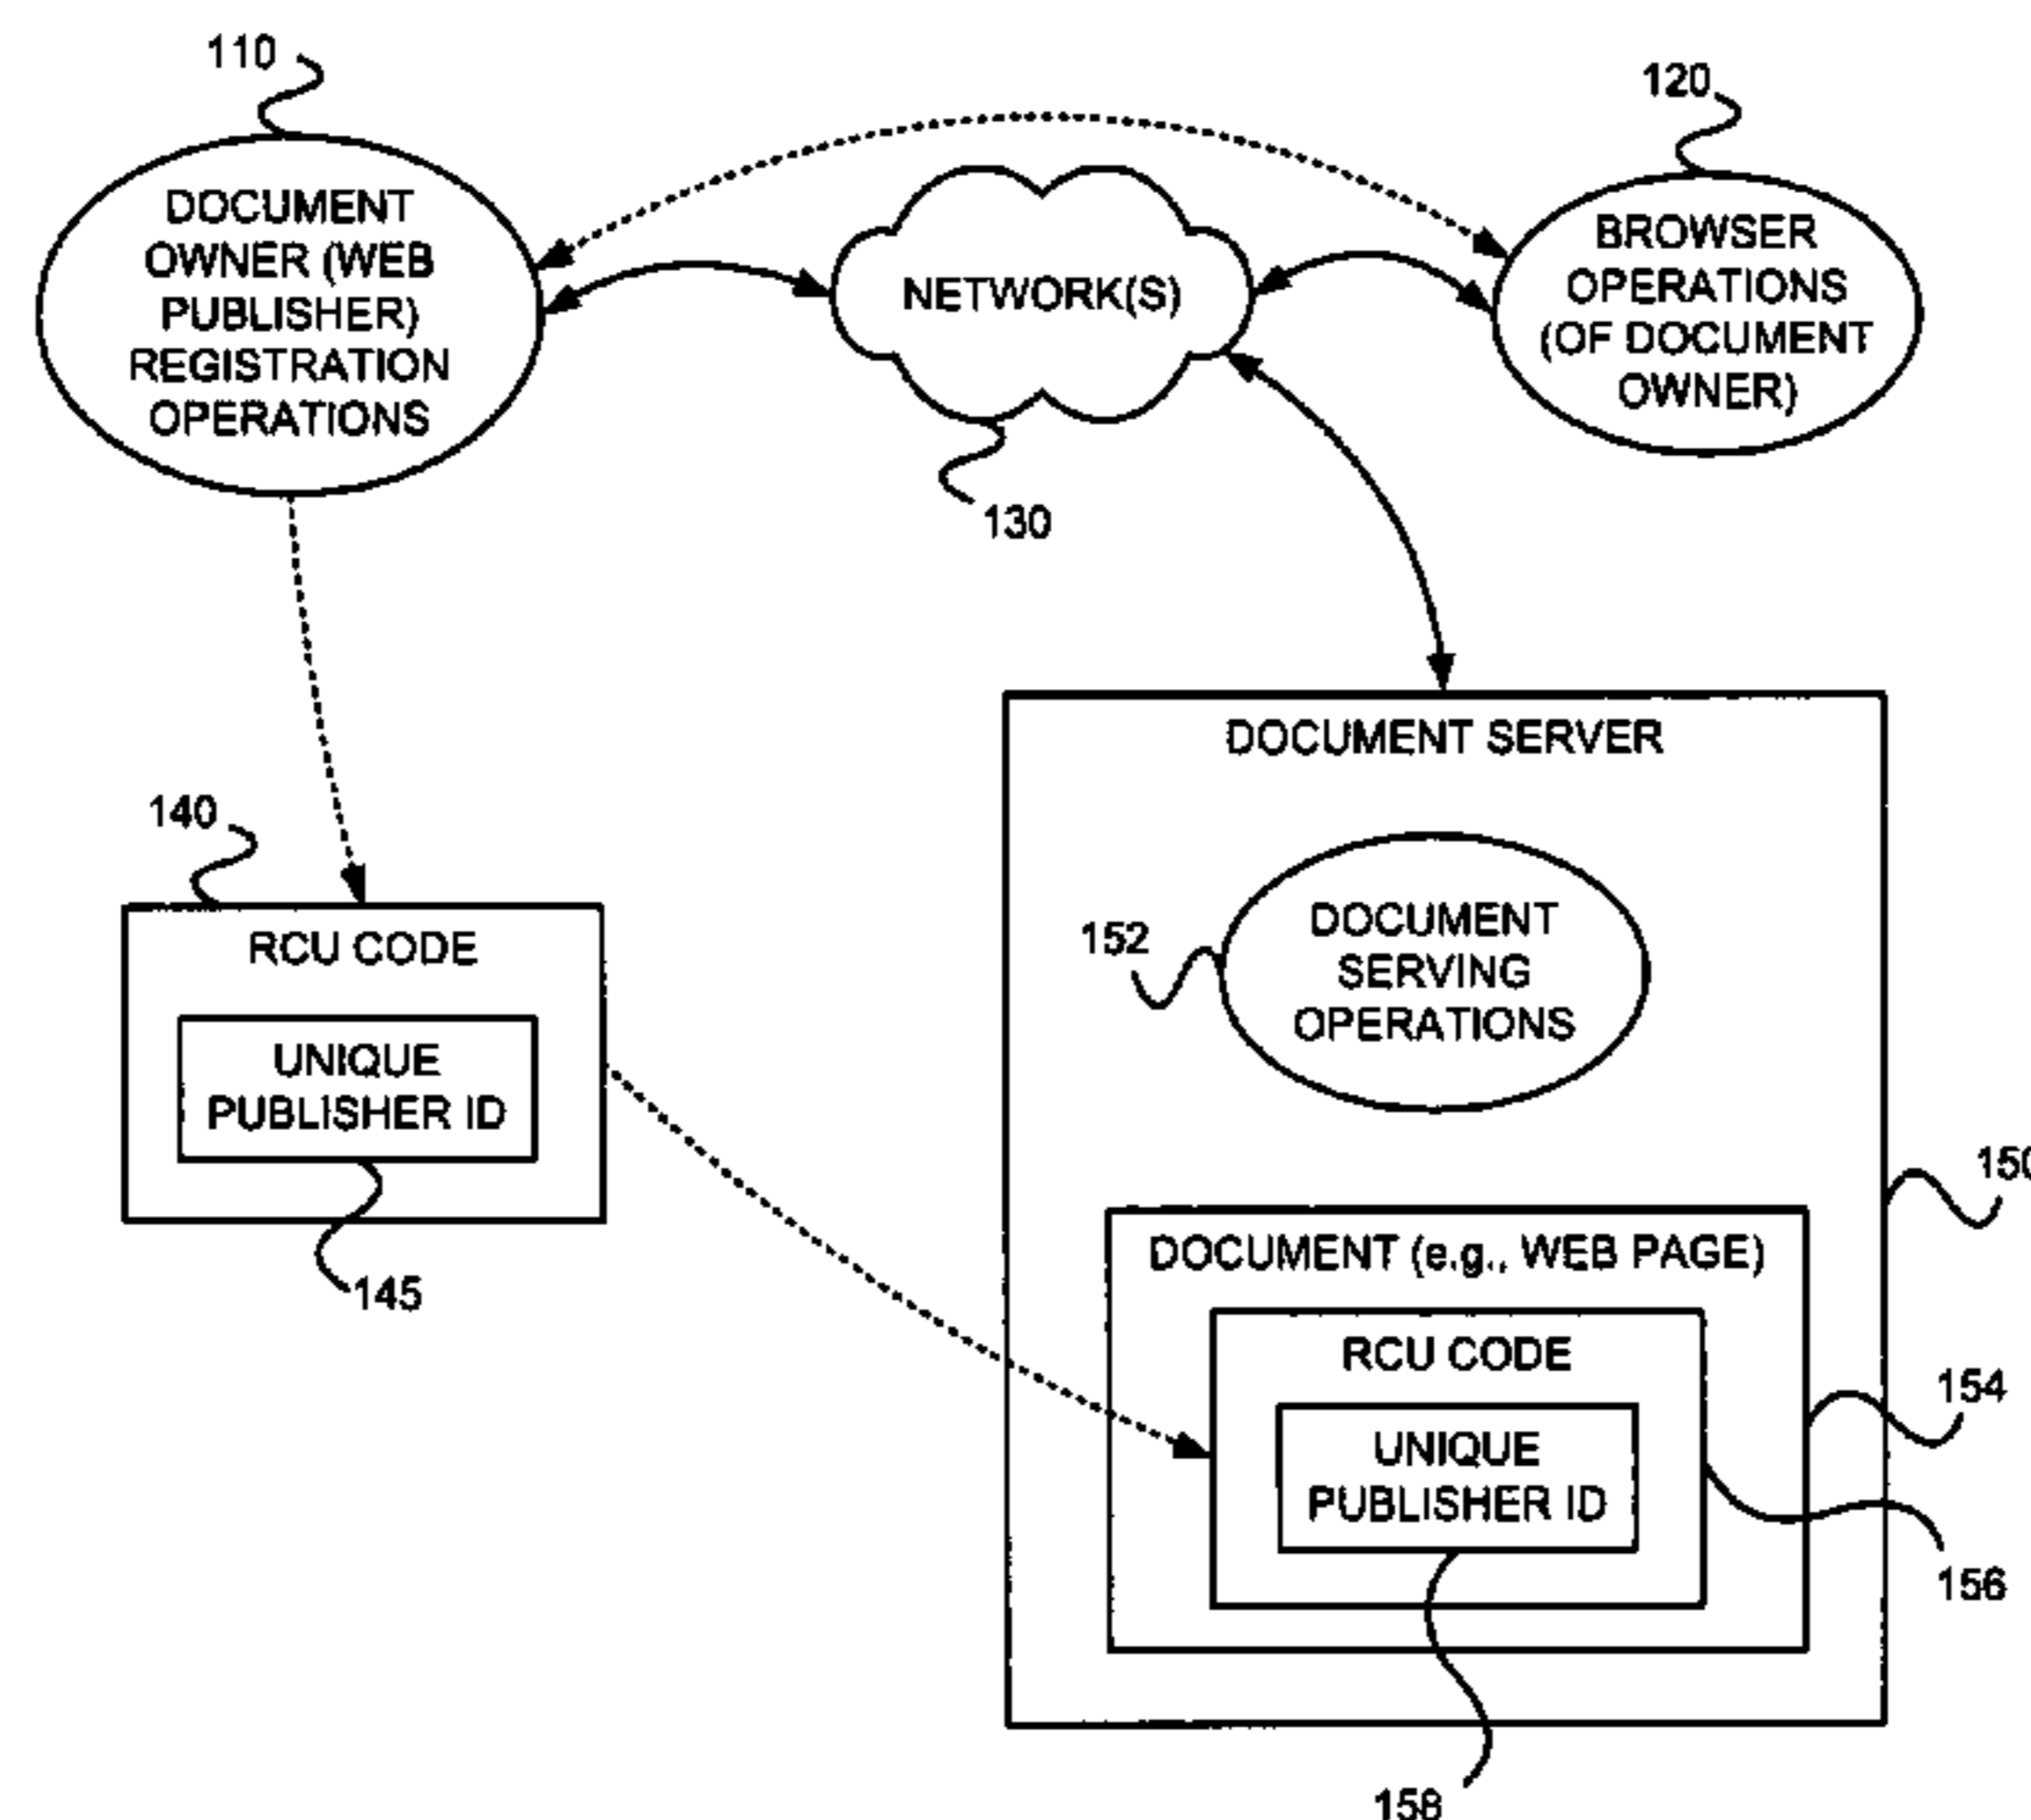 110
120
DOCUMENT
OWNER (WEB
PUBLISHER)
REGISTRATION
OPERATIONS
NETWORK(S)
BROWSER
OPERATIONS
(OF DOCUMENT
OWNER)
130
DOCUMENT SERVER
140
RCU CODE
UNIQUE
PUBLISHER ID
145
152
DOCUMENT
SERVING
OPERATIONS
150
DOCUMENT (e.g., WEB PAGE)
RCU CODE
UNIQUE
PUBLISHER ID
154
156
158